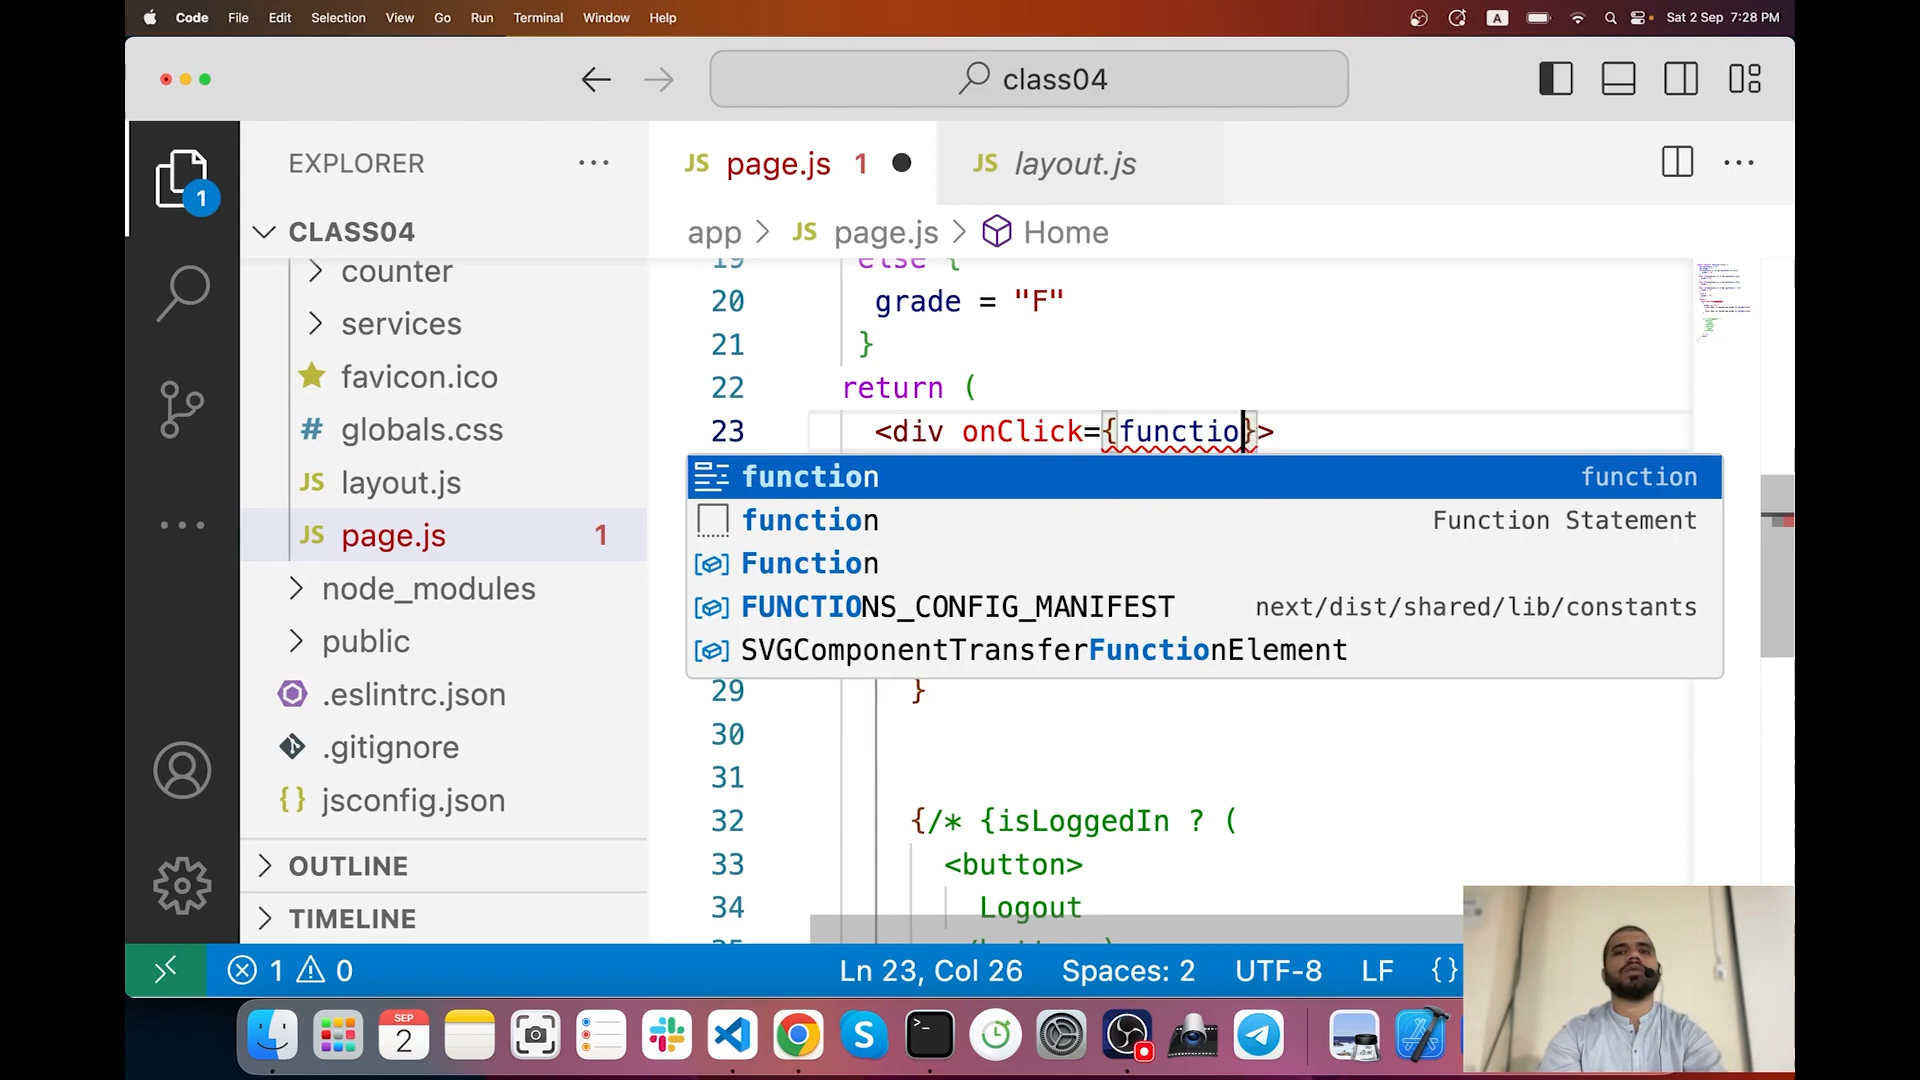 Code File Edit Selection View Go Run Terminal Window Help A Sat 2 Sep 7:28 PM
class04
EXPLORER
JS page.js 1
JS layout.js
1
CLASS04
app > JS page.js > Home
counter
services
favicon.ico
# globals.css
JS layout.js
JS page.js 1
node_modules
public
.eslintrc.json
.gitignore
{} jsconfig.json
OUTLINE
TIMELINE
19 else {
20 grade = "F"
21 }
22 return (
23 <div onClick={functio}>
function function
function Function Statement
Function
FUNCTIONS_CONFIG_MANIFEST next/dist/shared/lib/constants
SVGComponentTransferFunctionElement
29 }
30
31
32 {/* {isLoggedIn ? (
33 <button>
34 Logout
1 0 Ln 23, Col 26 Spaces: 2 UTF-8 LF {}
SEP
2